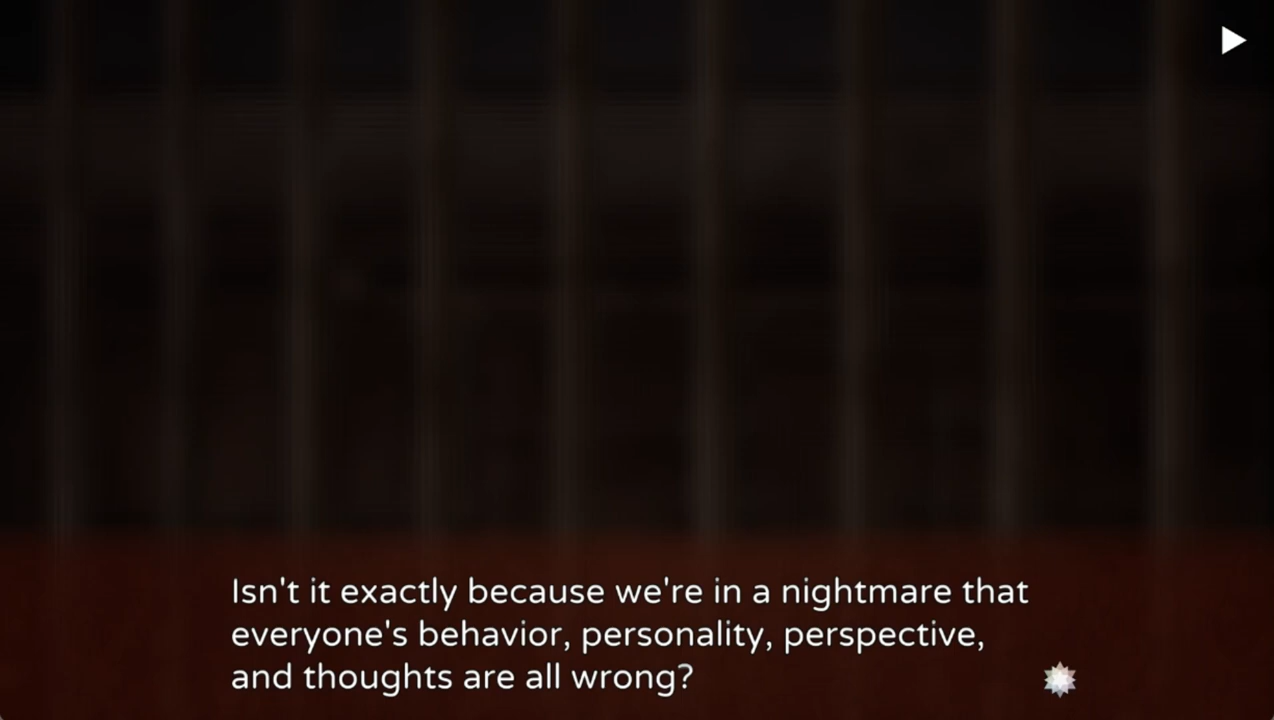 Isn't it exactly because we're in a nightmare that
everyone's behavior, personality, perspective,
and thoughts are all wrong?